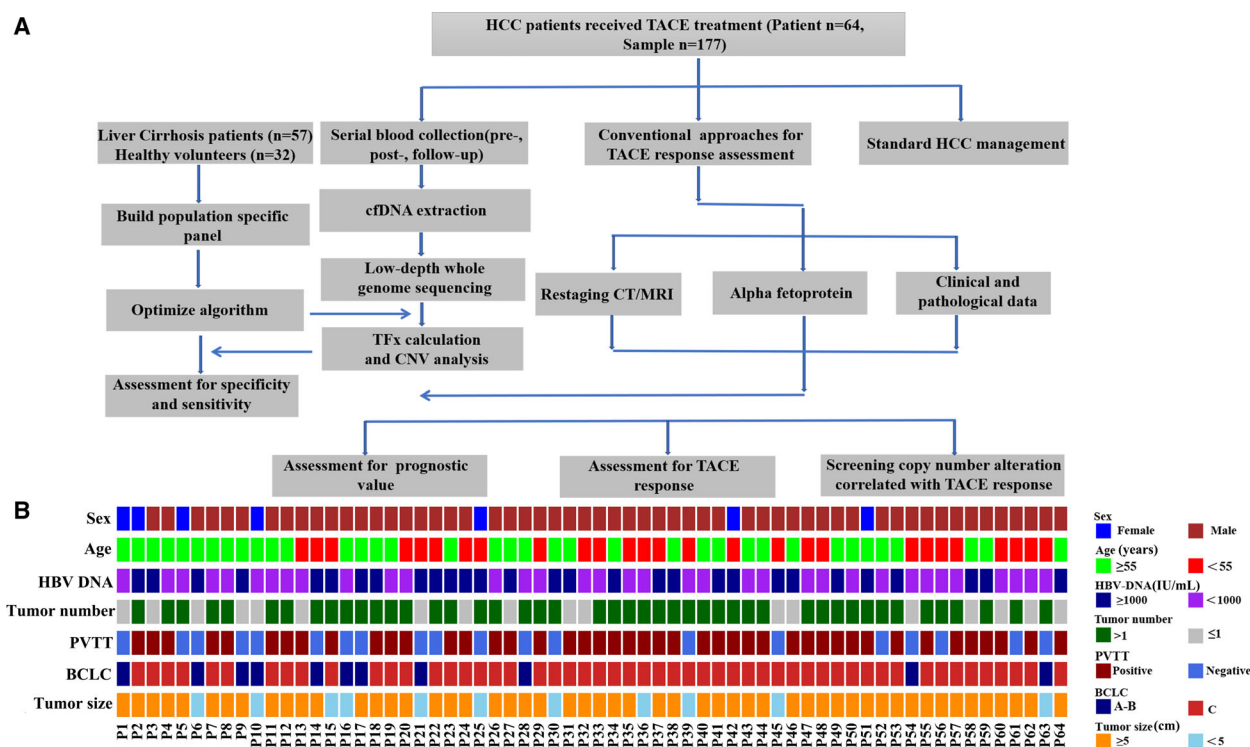 A
HCC patients received TACE treatment (Patient n=64,
Sample n=177)
Liver Cirrhosis patients (n=57)
Healthy volunteers (n=32)
Serial blood collection(pre-,
post-, follow-up)
Conventional approaches for
TACE response assessment
Standard HCC management
Build population specific
panel
cfDNA extraction
Low-depth whole
genome sequencing
Restaging CT/MRI
Alpha fetoprotein
Clinical and
pathological data
Optimize algorithm
TFx calculation
and CNV analysis
Assessment for specificity
and sensitivity
Assessment for prognostic
value
Assessment for TACE
response
Screening copy number alteration
correlated with TACE response
B
Sex
Age
HBV DNA
Tumor number
PVTT
BCLC
Tumor size
P1 P2 P3 P4 P5 P6 P7 P8 P9 P10 P11 P12 P13 P14 P15 P16 P17 P18 P19 P20 P21 P22 P23 P24 P25 P26 P27 P28 P29 P30 P31 P32 P33 P34 P35 P36 P37 P38 P39 P40 P41 P42 P43 P44 P45 P46 P47 P48 P49 P50 P51 P52 P53 P54 P55 P56 P57 P58 P59 P60 P61 P62 P63 P64
Sex
Female Male
Age (years)
≥55 <55
HBV-DNA(IU/mL)
≥1000 <1000
Tumor number
>1 ≤1
PVTT
Positive Negative
BCLC
A-B C
Tumor size(cm)
≥5 <5